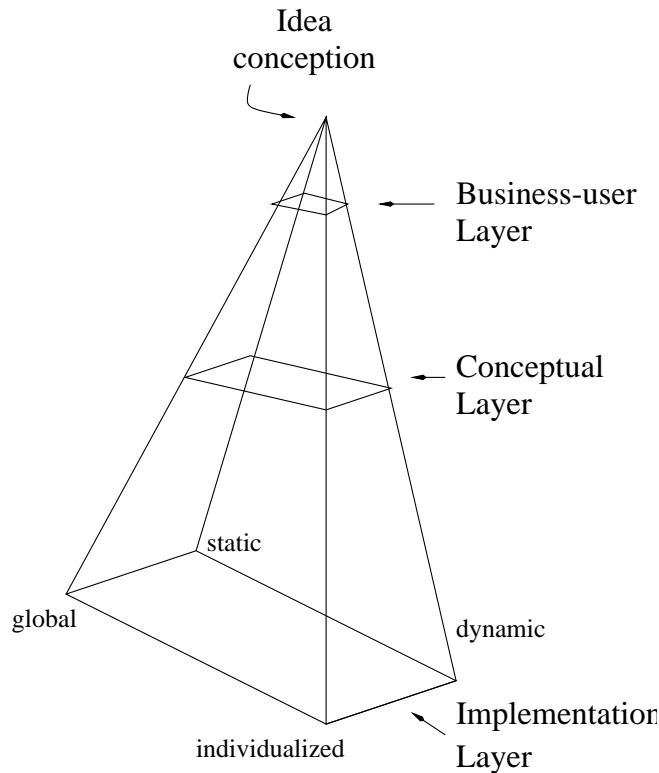 Idea
conception
Business-user
Layer
Conceptual
Layer
static
global
dynamic
individualized
Implementation
Layer